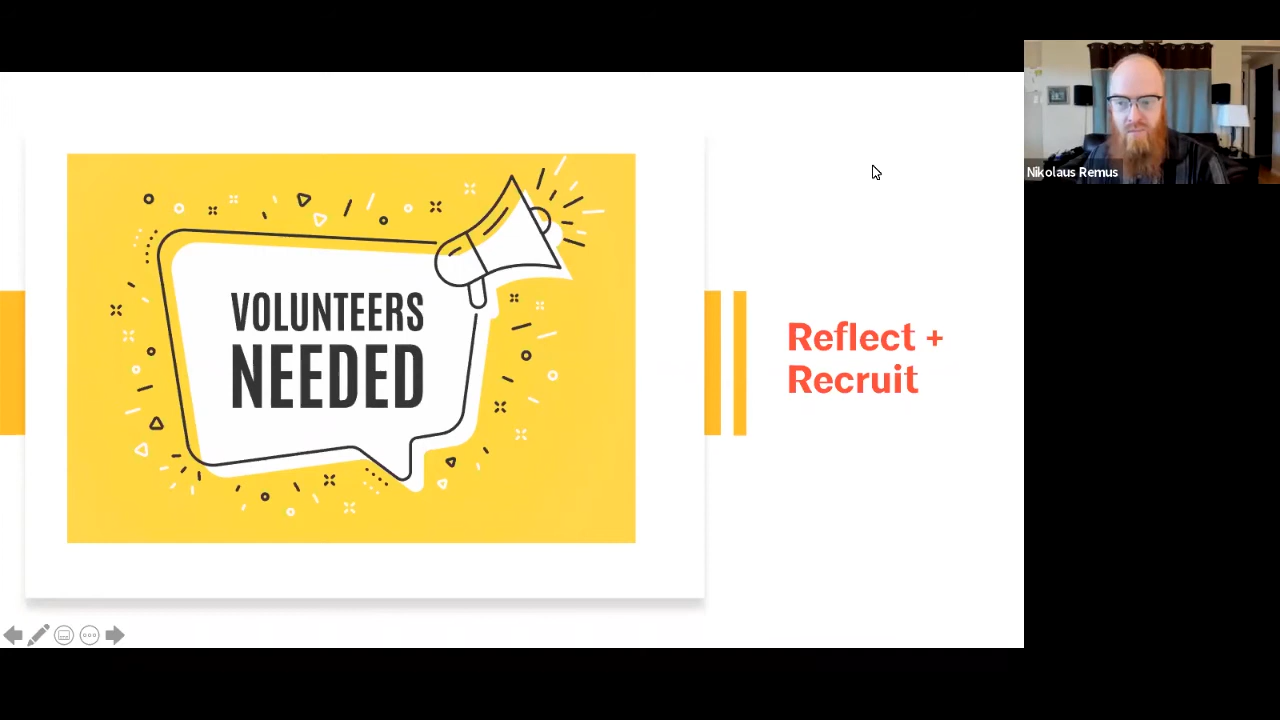 VOLUNTEERS
NEEDED
Reflect +
Recruit
Nikolaus Remus